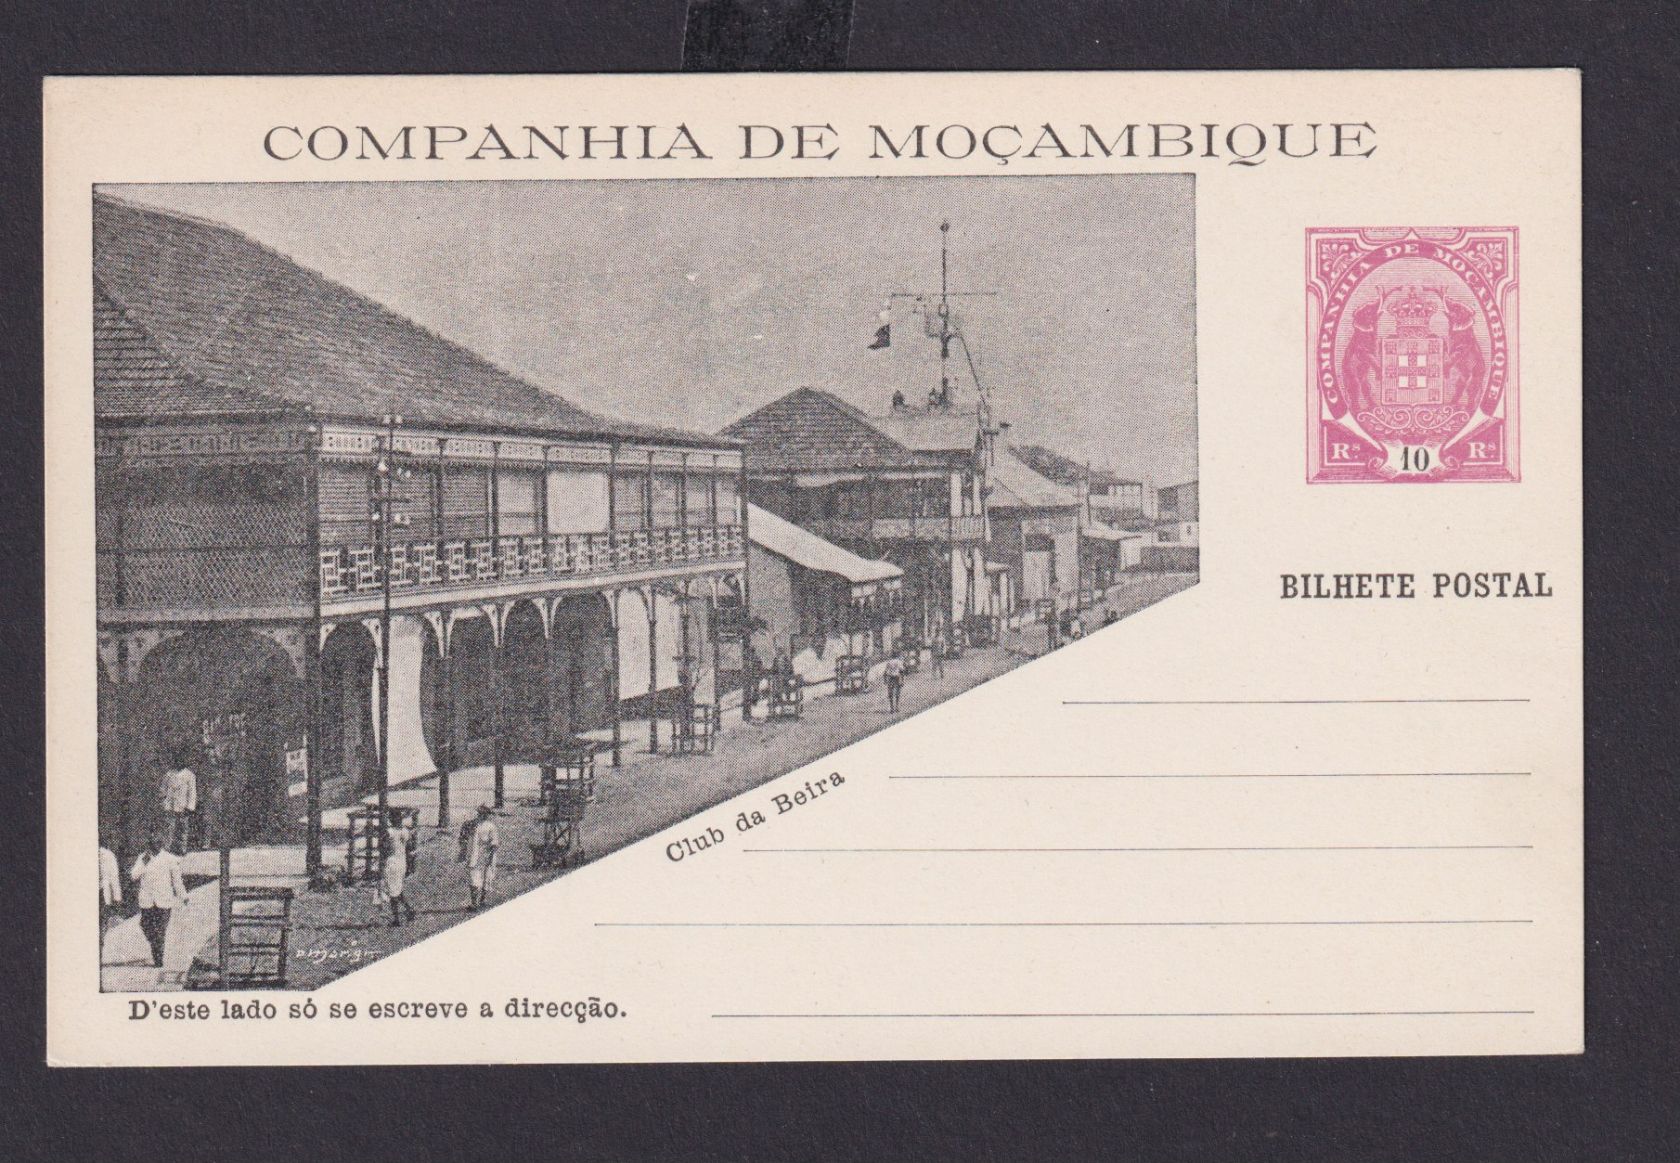 COMPANHIA DE MOÇAMBIQUE
COMPANHIA DE MOÇAMBIQUE
Rs 10 Rs
BILHETE POSTAL
Club da Beira
D'este lado só se escreve a direcção.